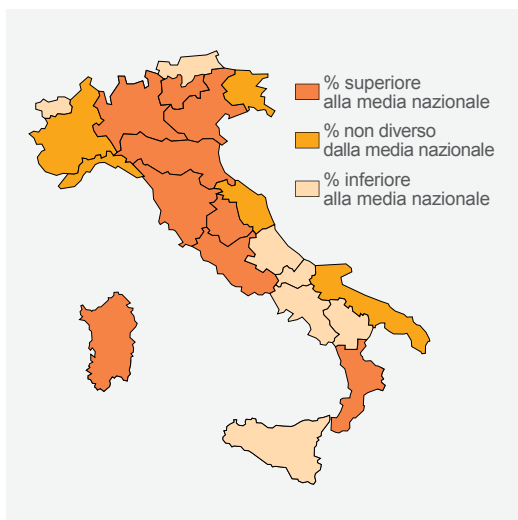 % superiore
alla media nazionale
% non diverso
dalla media nazionale
% inferiore
alla media nazionale